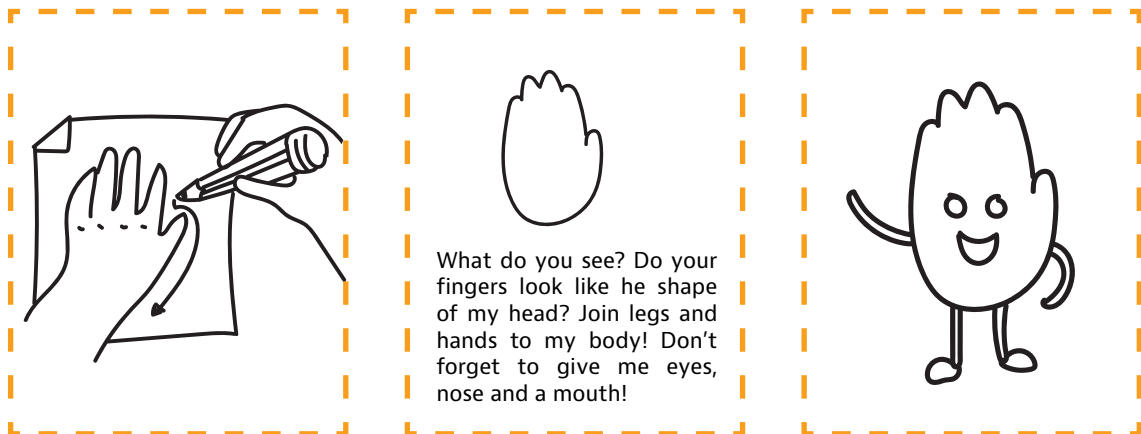 What do you see? Do your
fingers look like he shape
of my head? Join legs and
hands to my body! Don't
forget to give me eyes,
nose and a mouth!